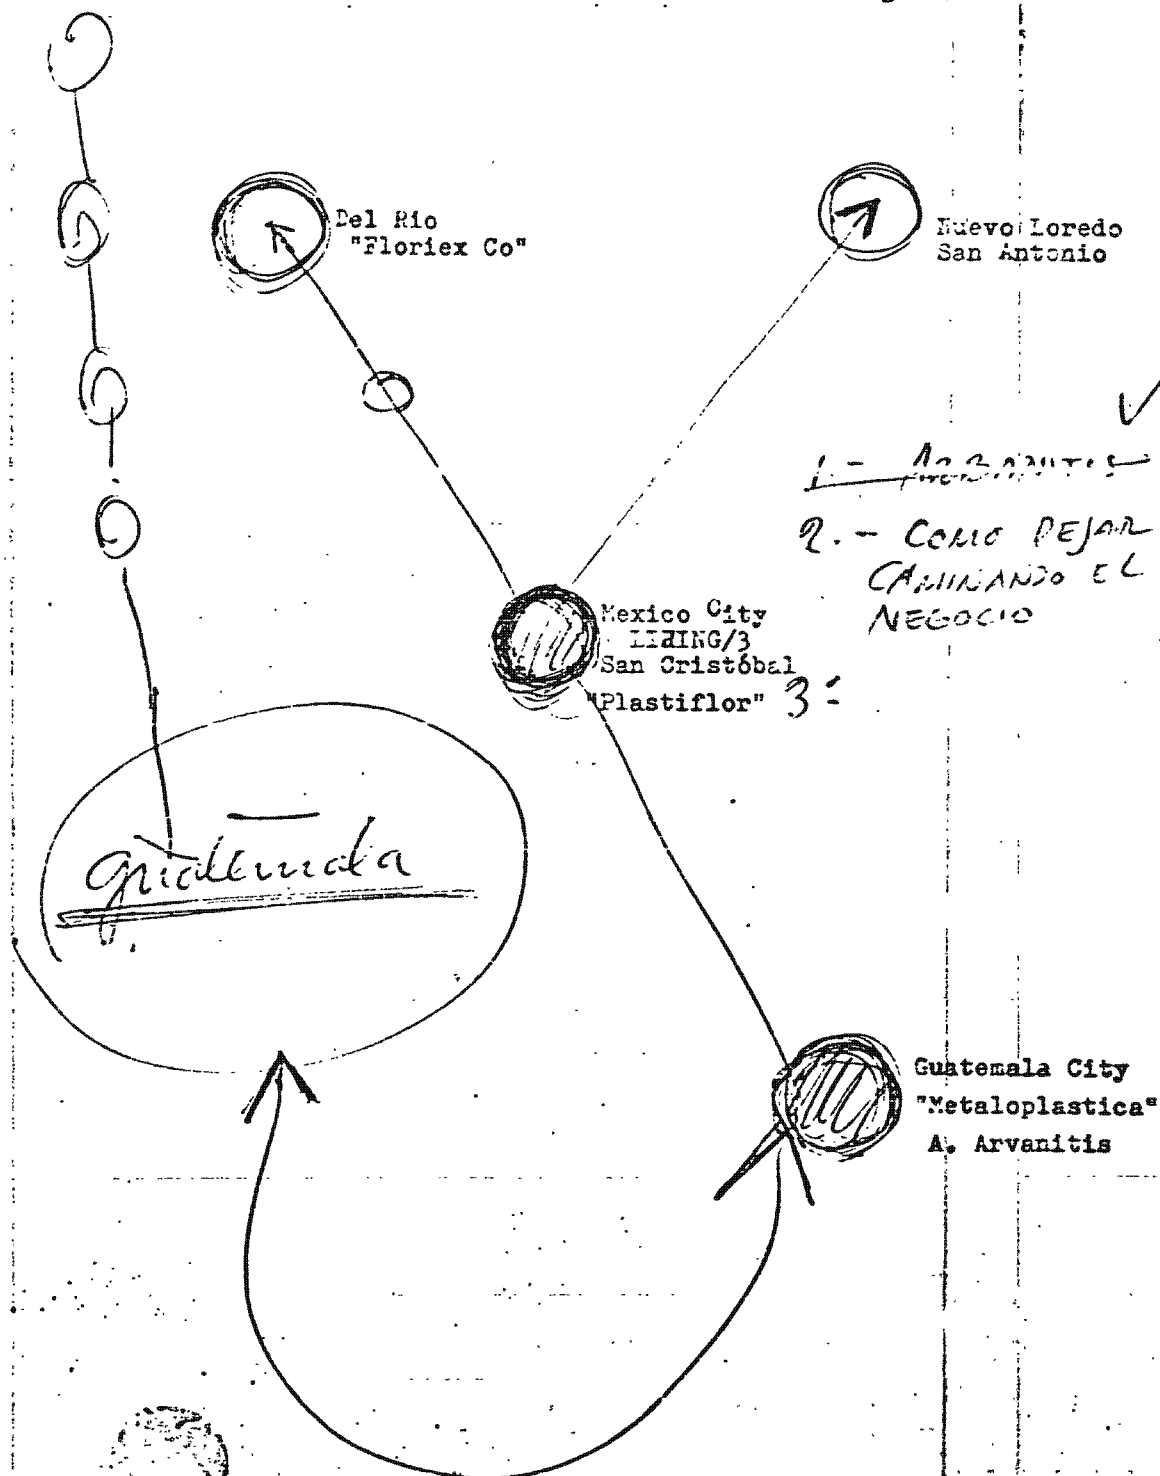 Del Rio
"Floriex Co"
Nuevo Loredo
San Antonio
2.- COMO DEJAR
CAMINANDO EL
NEGOCIO
Mexico City
/3
San Cristóbal
"Plastiflor" 3-
Guatemala
Guatemala City
"Metaloplastica"
A. Arvanitis